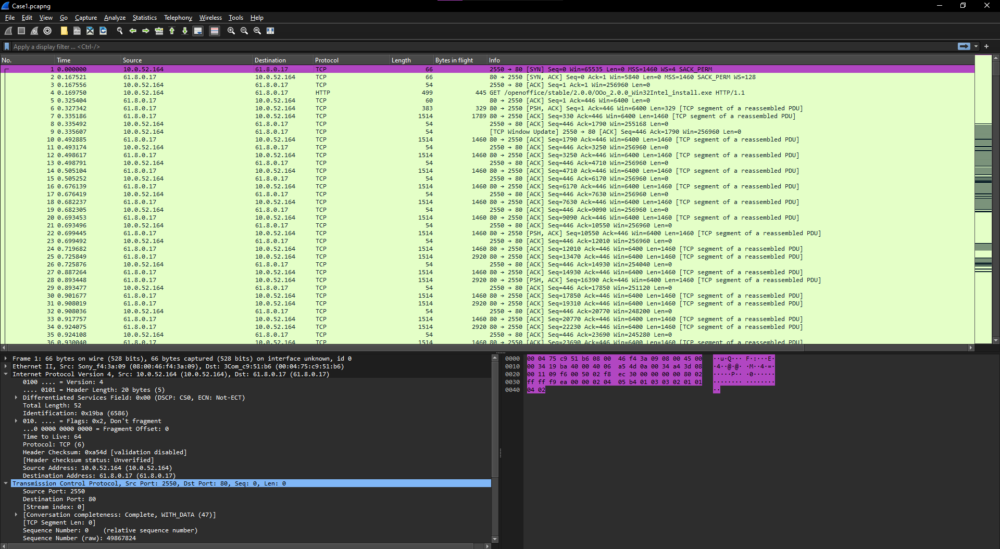 Case1.pcapng
File Edit View Go Capture Analyze Statistics Telephony Wireless Tools Help
Apply a display filter ... <Ctrl-/>
No. Time Source Destination Protocol Length Bytes in flight Info
1 0.000000 10.0.52.164 61.8.0.17 TCP 66 2550 → 80 [SYN] Seq=0 Win=65535 Len=0 MSS=1460 WS=4 SACK_PERM
2 0.167521 61.8.0.17 10.0.52.164 TCP 66 80 → 2550 [SYN, ACK] Seq=0 Ack=1 Win=5840 Len=0 MSS=1460 SACK_PERM WS=128
3 0.167556 10.0.52.164 61.8.0.17 TCP 54 2550 → 80 [ACK] Seq=1 Ack=1 Win=256960 Len=0
4 0.169750 10.0.52.164 61.8.0.17 HTTP 499 445 GET /openoffice/stable/2.0.0/OOo_2.0.0_Win32Intel_install.exe HTTP/1.1
5 0.325404 61.8.0.17 10.0.52.164 TCP 60 80 → 2550 [ACK] Seq=1 Ack=446 Win=6400 Len=0
6 0.327342 61.8.0.17 10.0.52.164 TCP 383 329 80 → 2550 [PSH, ACK] Seq=1 Ack=446 Win=6400 Len=329 [TCP segment of a reassembled PDU]
7 0.335186 61.8.0.17 10.0.52.164 TCP 1514 1789 80 → 2550 [ACK] Seq=330 Ack=446 Win=6400 Len=1460 [TCP segment of a reassembled PDU]
8 0.335492 10.0.52.164 61.8.0.17 TCP 54 2550 → 80 [ACK] Seq=446 Ack=1790 Win=255168 Len=0
9 0.335607 10.0.52.164 61.8.0.17 TCP 54 [TCP Window Update] 2550 → 80 [ACK] Seq=446 Ack=1790 Win=256960 Len=0
10 0.492885 61.8.0.17 10.0.52.164 TCP 1514 1460 80 → 2550 [ACK] Seq=1790 Ack=446 Win=6400 Len=1460 [TCP segment of a reassembled PDU]
11 0.493174 10.0.52.164 61.8.0.17 TCP 54 2550 → 80 [ACK] Seq=446 Ack=3250 Win=256960 Len=0
12 0.498617 61.8.0.17 10.0.52.164 TCP 1514 1460 80 → 2550 [ACK] Seq=3250 Ack=446 Win=6400 Len=1460 [TCP segment of a reassembled PDU]
13 0.498791 10.0.52.164 61.8.0.17 TCP 54 2550 → 80 [ACK] Seq=446 Ack=4710 Win=256960 Len=0
14 0.505104 61.8.0.17 10.0.52.164 TCP 1514 1460 80 → 2550 [ACK] Seq=4710 Ack=446 Win=6400 Len=1460 [TCP segment of a reassembled PDU]
15 0.505252 10.0.52.164 61.8.0.17 TCP 54 2550 → 80 [ACK] Seq=446 Ack=6170 Win=256960 Len=0
16 0.676139 61.8.0.17 10.0.52.164 TCP 1514 1460 80 → 2550 [ACK] Seq=6170 Ack=446 Win=6400 Len=1460 [TCP segment of a reassembled PDU]
17 0.676419 10.0.52.164 61.8.0.17 TCP 54 2550 → 80 [ACK] Seq=446 Ack=7630 Win=256960 Len=0
18 0.682237 61.8.0.17 10.0.52.164 TCP 1514 1460 80 → 2550 [ACK] Seq=7630 Ack=446 Win=6400 Len=1460 [TCP segment of a reassembled PDU]
19 0.682305 10.0.52.164 61.8.0.17 TCP 54 2550 → 80 [ACK] Seq=446 Ack=9090 Win=256960 Len=0
20 0.693453 61.8.0.17 10.0.52.164 TCP 1514 1460 80 → 2550 [ACK] Seq=9090 Ack=446 Win=6400 Len=1460 [TCP segment of a reassembled PDU]
21 0.693496 10.0.52.164 61.8.0.17 TCP 54 2550 → 80 [ACK] Seq=446 Ack=10550 Win=256960 Len=0
22 0.699445 61.8.0.17 10.0.52.164 TCP 1514 1460 80 → 2550 [PSH, ACK] Seq=10550 Ack=446 Win=6400 Len=1460 [TCP segment of a reassembled PDU]
23 0.699492 10.0.52.164 61.8.0.17 TCP 54 2550 → 80 [ACK] Seq=446 Ack=12010 Win=256960 Len=0
24 0.719682 61.8.0.17 10.0.52.164 TCP 1514 1460 80 → 2550 [ACK] Seq=12010 Ack=446 Win=6400 Len=1460 [TCP segment of a reassembled PDU]
25 0.725849 61.8.0.17 10.0.52.164 TCP 1514 2920 80 → 2550 [ACK] Seq=13470 Ack=446 Win=6400 Len=1460 [TCP segment of a reassembled PDU]
26 0.725876 10.0.52.164 61.8.0.17 TCP 54 2550 → 80 [ACK] Seq=446 Ack=14930 Win=254040 Len=0
27 0.887264 61.8.0.17 10.0.52.164 TCP 1514 1460 80 → 2550 [ACK] Seq=14930 Ack=446 Win=6400 Len=1460 [TCP segment of a reassembled PDU]
28 0.893448 61.8.0.17 10.0.52.164 TCP 1514 2920 80 → 2550 [PSH, ACK] Seq=16390 Ack=446 Win=6400 Len=1460 [TCP segment of a reassembled PDU]
29 0.893477 10.0.52.164 61.8.0.17 TCP 54 2550 → 80 [ACK] Seq=446 Ack=17850 Win=251120 Len=0
30 0.901677 61.8.0.17 10.0.52.164 TCP 1514 1460 80 → 2550 [ACK] Seq=17850 Ack=446 Win=6400 Len=1460 [TCP segment of a reassembled PDU]
31 0.908019 61.8.0.17 10.0.52.164 TCP 1514 2920 80 → 2550 [ACK] Seq=19310 Ack=446 Win=6400 Len=1460 [TCP segment of a reassembled PDU]
32 0.908036 10.0.52.164 61.8.0.17 TCP 54 2550 → 80 [ACK] Seq=446 Ack=20770 Win=248200 Len=0
33 0.917757 61.8.0.17 10.0.52.164 TCP 1514 1460 80 → 2550 [ACK] Seq=20770 Ack=446 Win=6400 Len=1460 [TCP segment of a reassembled PDU]
34 0.924075 61.8.0.17 10.0.52.164 TCP 1514 2920 80 → 2550 [ACK] Seq=22230 Ack=446 Win=6400 Len=1460 [TCP segment of a reassembled PDU]
35 0.924108 10.0.52.164 61.8.0.17 TCP 54 2550 → 80 [ACK] Seq=446 Ack=23690 Win=245280 Len=0
36 0.930040 61.8.0.17 10.0.52.164 TCP 1514 1460 80 → 2550 [ACK] Seq=23690 Ack=446 Win=6400 Len=1460 [TCP segment of a reassembled PDU]
Frame 1: 66 bytes on wire (528 bits), 66 bytes captured (528 bits) on interface unknown, id 0
Ethernet II, Src: Sony_f4:3a:09 (08:00:46:f4:3a:09), Dst: 3Com_c9:51:b6 (00:04:75:c9:51:b6)
Internet Protocol Version 4, Src: 10.0.52.164 (10.0.52.164), Dst: 61.8.0.17 (61.8.0.17)
0100 .... = Version: 4
.... 0101 = Header Length: 20 bytes (5)
Differentiated Services Field: 0x00 (DSCP: CS0, ECN: Not-ECT)
Total Length: 52
Identification: 0x19ba (6586)
010. .... = Flags: 0x2, Don't fragment
...0 0000 0000 0000 = Fragment Offset: 0
Time to Live: 64
Protocol: TCP (6)
Header Checksum: 0xa54d [validation disabled]
[Header checksum status: Unverified]
Source Address: 10.0.52.164 (10.0.52.164)
Destination Address: 61.8.0.17 (61.8.0.17)
Transmission Control Protocol, Src Port: 2550, Dst Port: 80, Seq: 0, Len: 0
Source Port: 2550
Destination Port: 80
[Stream index: 0]
[Conversation completeness: Complete, WITH_DATA (47)]
[TCP Segment Len: 0]
Sequence Number: 0 (relative sequence number)
Sequence Number (raw): 49867824
0000 00 04 75 c9 51 b6 08 00 46 f4 3a 09 08 00 45 00 ··u·Q··· F·:···E·
0010 00 34 19 ba 40 00 40 06 a5 4d 0a 00 34 a4 3d 08 ·4··@·@· ·M··4·=·
0020 00 11 09 f6 00 50 02 f8 ec 30 00 00 00 00 80 02 ·····P·· ·0······
0030 ff ff f9 ea 00 00 02 04 05 b4 01 03 03 02 01 01 ········ ········
0040 04 02 ··